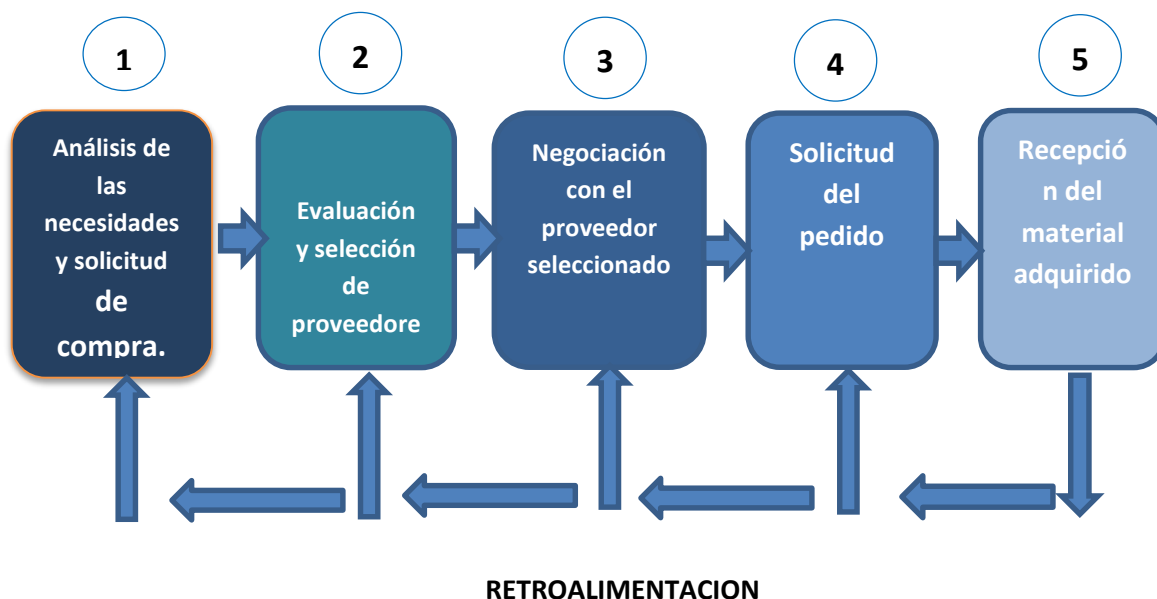 1
2
3
4
5
Análisis de
las
necesidades
y solicitud
de
compra.
Evaluación
y selección
de
proveedore
Negociación
con el
proveedor
seleccionado
Solicitud
del
pedido
Recepció
n del
material
adquirido
RETROALIMENTACION